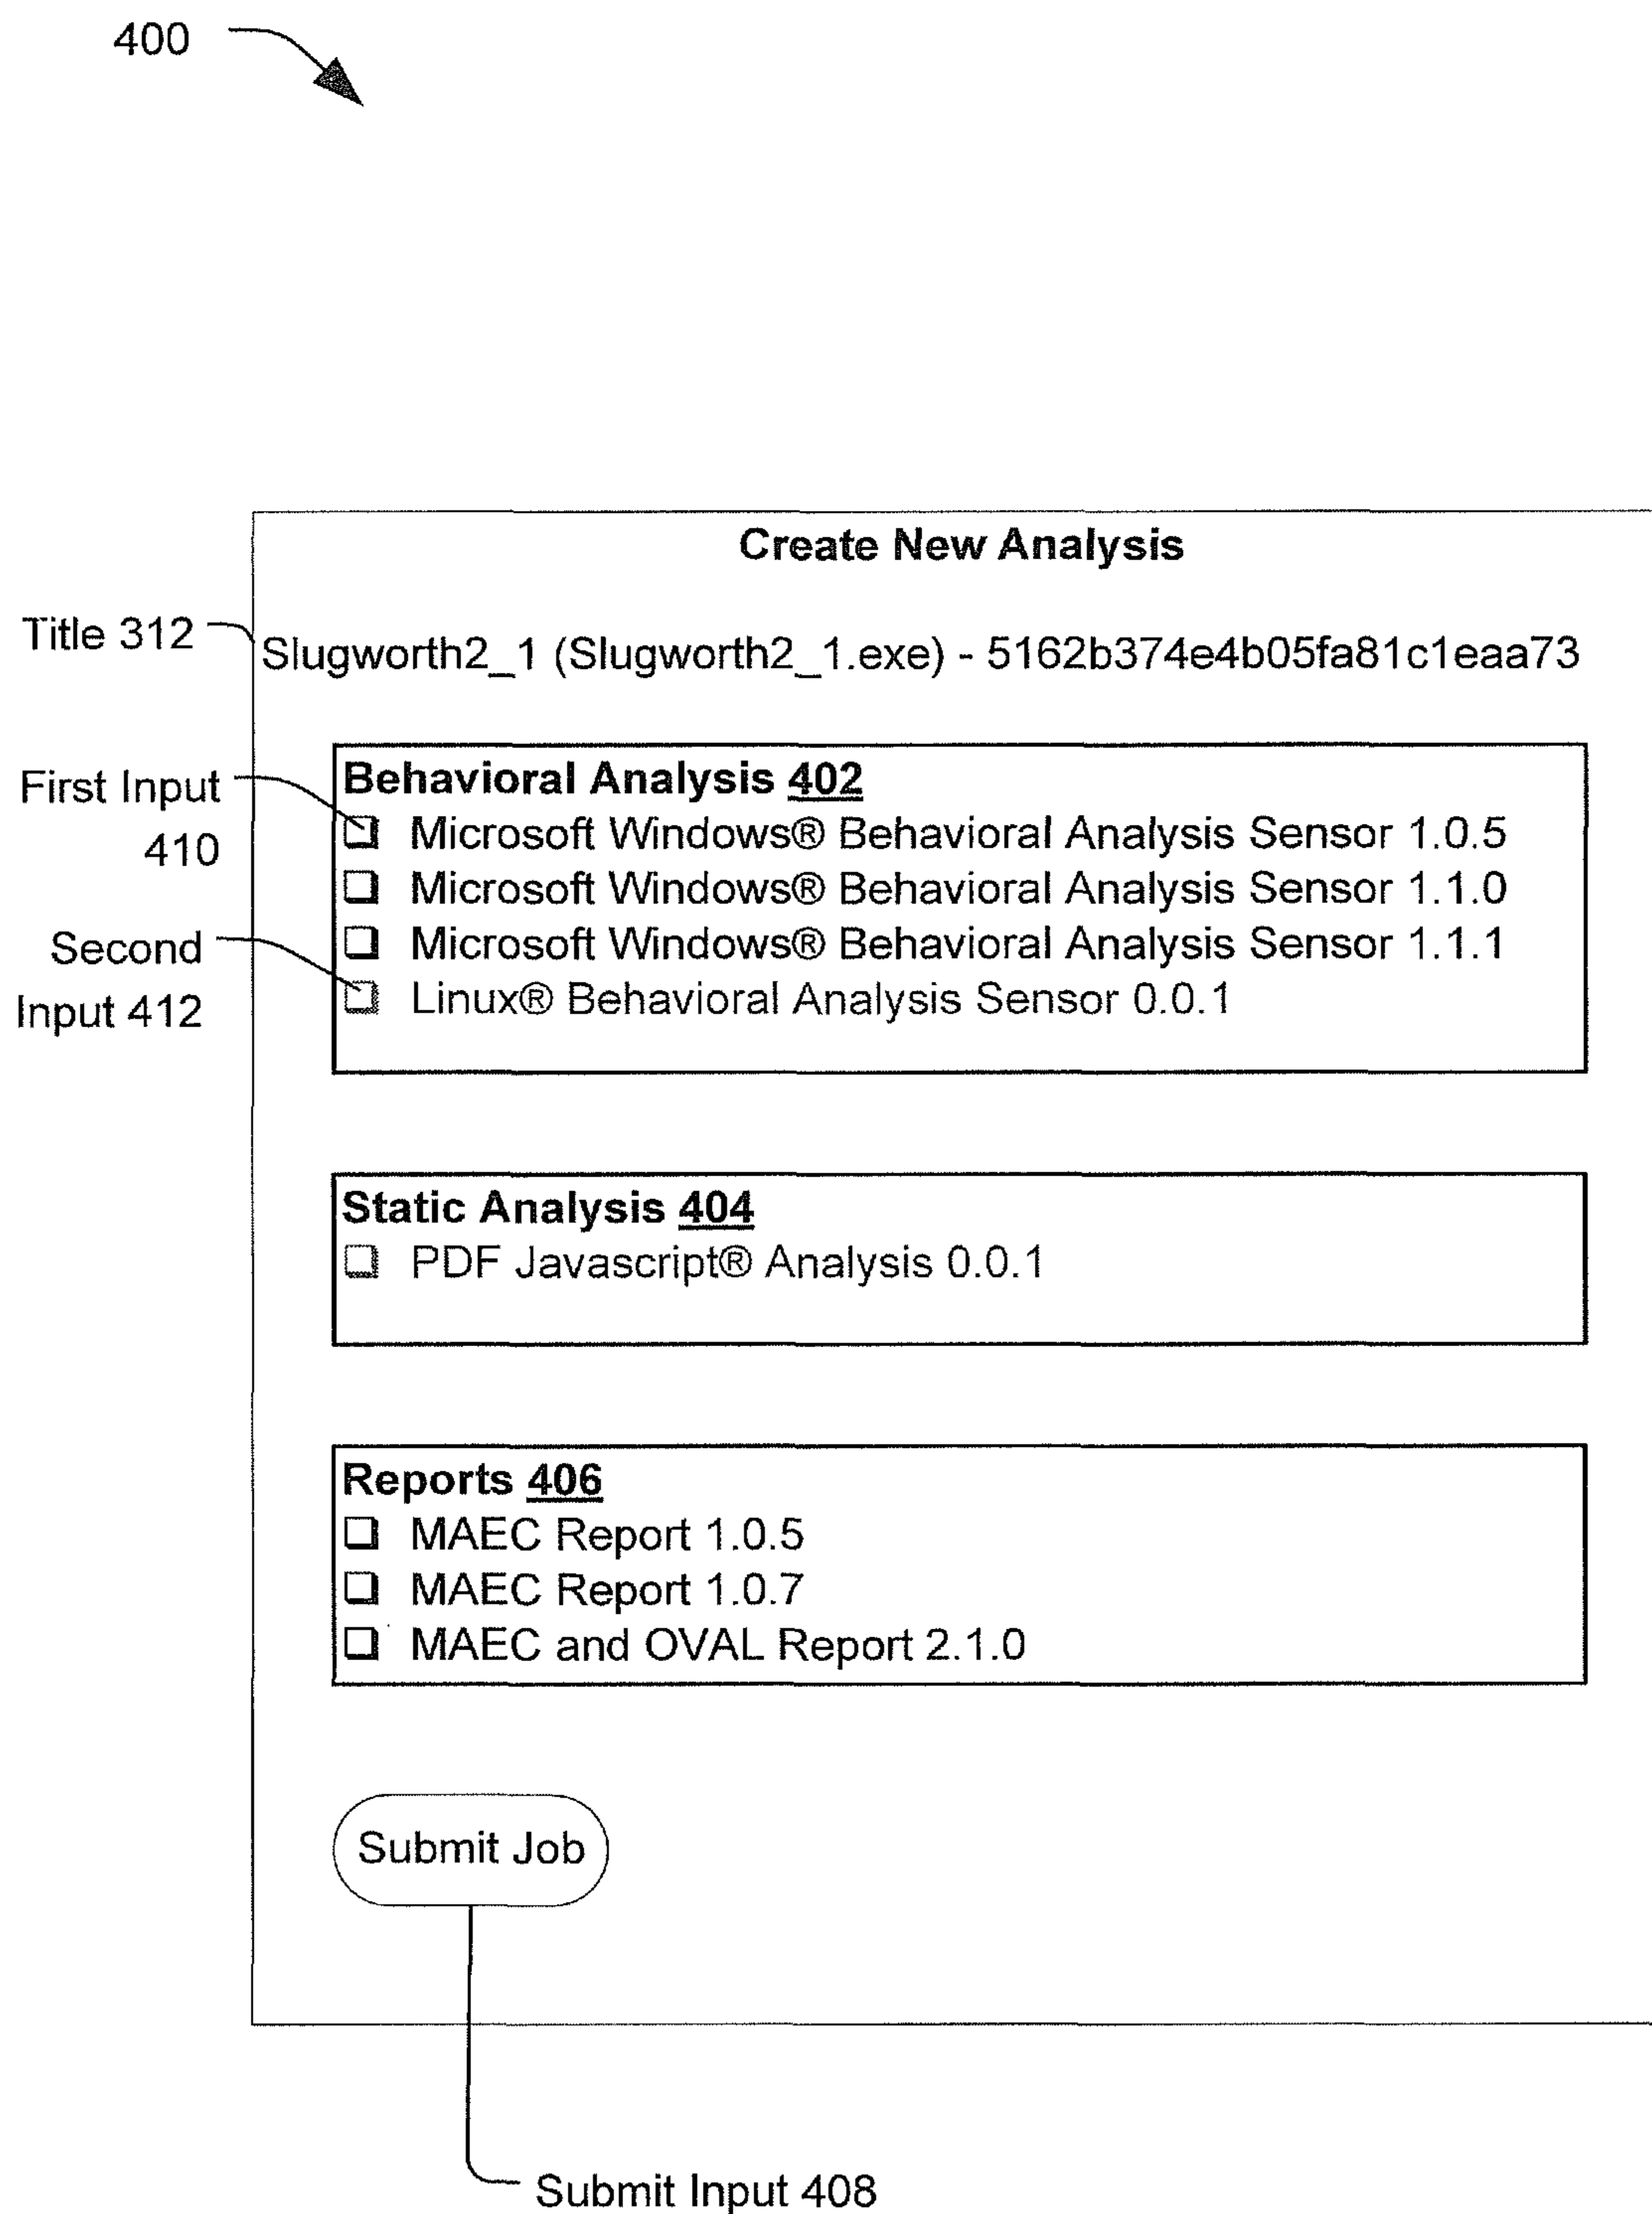 400
Create New Analysis
Title 312
Slugworth2_1 (Slugworth2_1.exe) - 5162b374e4b05fa81c1eaa73
First Input
410
Behavioral Analysis 402
Microsoft Windows® Behavioral Analysis Sensor 1.0.5
Microsoft Windows® Behavioral Analysis Sensor 1.1.0
Microsoft Windows® Behavioral Analysis Sensor 1.1.1
Second
Input 412
Linux® Behavioral Analysis Sensor 0.0.1
Static Analysis 404
PDF Javascript® Analysis 0.0.1
Reports 406
MAEC Report 1.0.5
MAEC Report 1.0.7
MAEC and OVAL Report 2.1.0
Submit Job
Submit Input 408